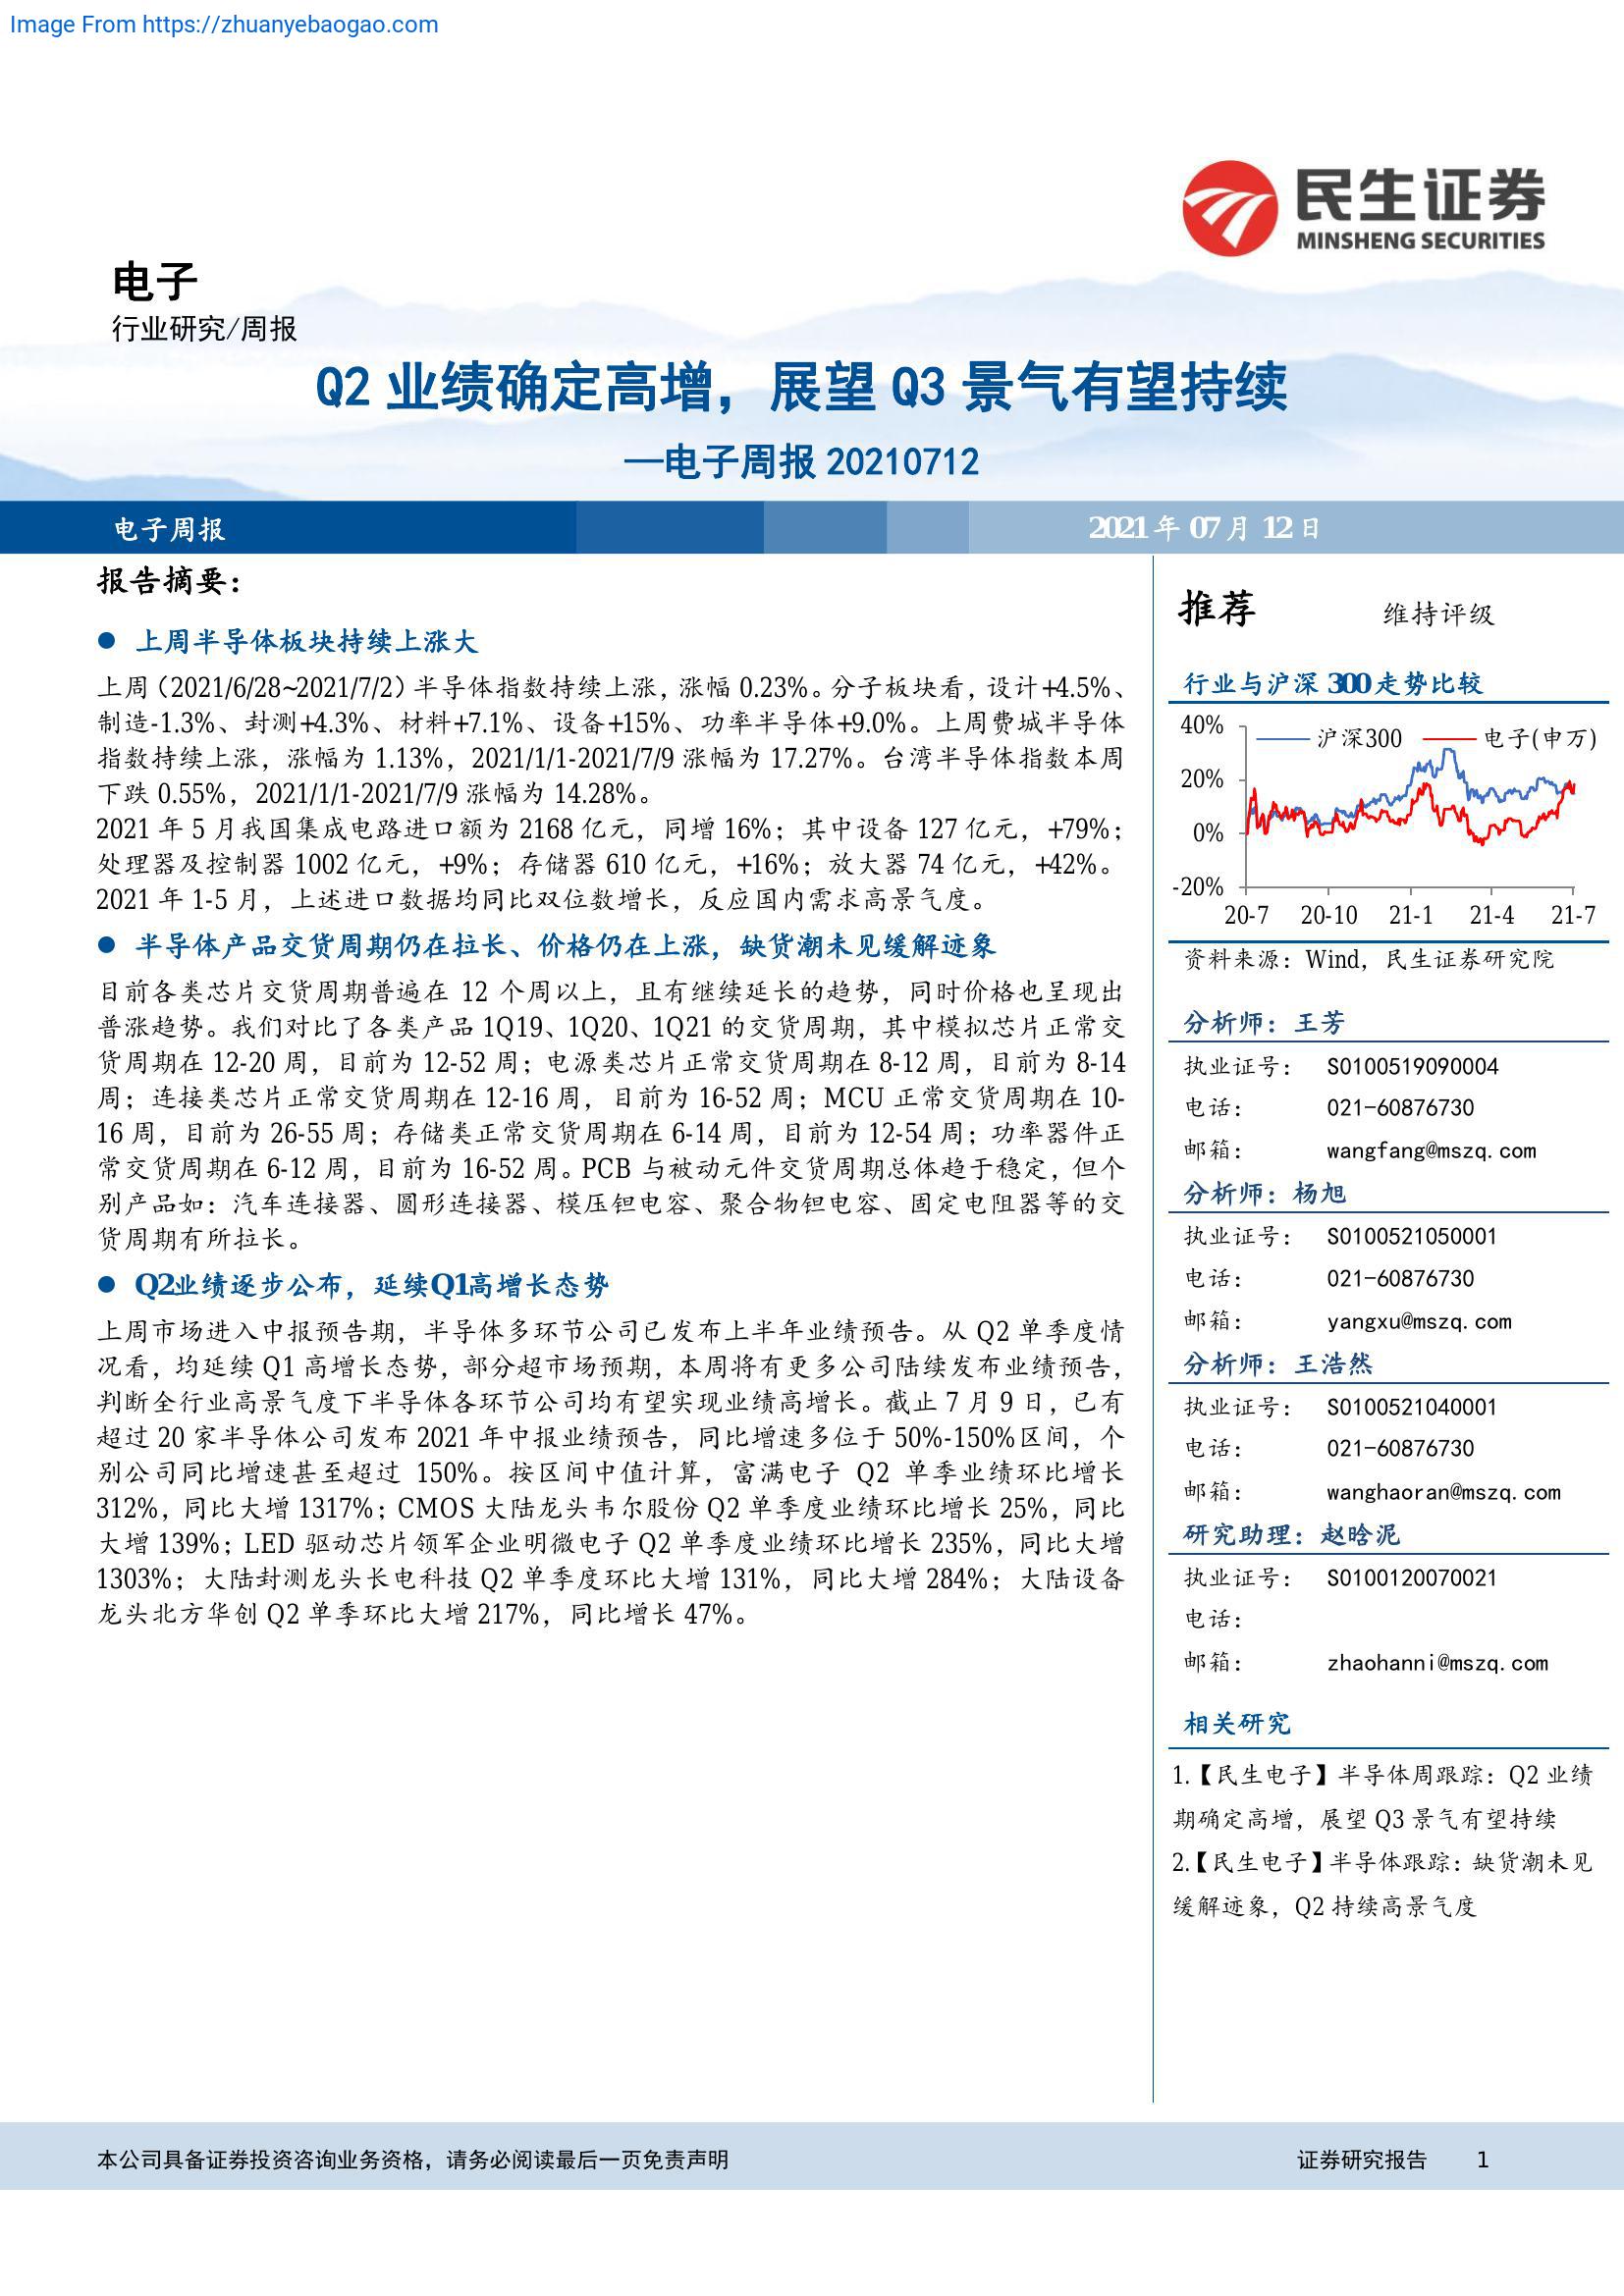 Image From https://zhuanyebaogao.com
民生证券
MINSHENG SECURITIES
电子
行业研究/周报
Q2 业绩确定高增，展望 Q3 景气有望持续
—电子周报 20210712
电子周报
2021 年 07 月 12 日
报告摘要：
● 上周半导体板块持续上涨大
上周（2021/6/28~2021/7/2）半导体指数持续上涨，涨幅 0.23%。分子板块看，设计+4.5%、
制造-1.3%、封测+4.3%、材料+7.1%、设备+15%、功率半导体+9.0%。上周费城半导体
指数持续上涨，涨幅为 1.13%，2021/1/1-2021/7/9 涨幅为 17.27%。台湾半导体指数本周
下跌 0.55%，2021/1/1-2021/7/9 涨幅为 14.28%。
2021 年 5 月我国集成电路进口额为 2168 亿元，同增 16%；其中设备 127 亿元，+79%；
处理器及控制器 1002 亿元，+9%；存储器 610 亿元，+16%；放大器 74 亿元，+42%。
2021 年 1-5 月，上述进口数据均同比双位数增长，反应国内需求高景气度。
● 半导体产品交货周期仍在拉长、价格仍在上涨，缺货潮未见缓解迹象
目前各类芯片交货周期普遍在 12 个周以上，且有继续延长的趋势，同时价格也呈现出
普涨趋势。我们对比了各类产品 1Q19、1Q20、1Q21 的交货周期，其中模拟芯片正常交
货周期在 12-20 周，目前为 12-52 周；电源类芯片正常交货周期在 8-12 周，目前为 8-14
周；连接类芯片正常交货周期在 12-16 周，目前为 16-52 周；MCU 正常交货周期在 10-
16 周，目前为 26-55 周；存储类正常交货周期在 6-14 周，目前为 12-54 周；功率器件正
常交货周期在 6-12 周，目前为 16-52 周。PCB 与被动元件交货周期总体趋于稳定，但个
别产品如：汽车连接器、圆形连接器、模压钽电容、聚合物钽电容、固定电阻器等的交
货周期有所拉长。
● Q2业绩逐步公布，延续Q1高增长态势
上周市场进入中报预告期，半导体多环节公司已发布上半年业绩预告。从 Q2 单季度情
况看，均延续 Q1 高增长态势，部分超市场预期，本周将有更多公司陆续发布业绩预告，
判断全行业高景气度下半导体各环节公司均有望实现业绩高增长。截止 7 月 9 日，已有
超过 20 家半导体公司发布 2021 年中报业绩预告，同比增速多位于 50%-150%区间，个
别公司同比增速甚至超过 150%。按区间中值计算，富满电子 Q2 单季业绩环比增长
312%，同比大增 1317%；CMOS 大陆龙头韦尔股份 Q2 单季度业绩环比增长 25%，同比
大增 139%；LED 驱动芯片领军企业明微电子 Q2 单季度业绩环比增长 235%，同比大增
1303%；大陆封测龙头长电科技 Q2 单季度环比大增 131%，同比大增 284%；大陆设备
龙头北方华创 Q2 单季环比大增 217%，同比增长 47%。
推荐 维持评级
行业与沪深 300 走势比较
沪深300 电子(申万)
40%
20%
0%
-20%
20-7 20-10 21-1 21-4 21-7
资料来源：Wind，民生证券研究院
分析师：王芳
执业证号： S0100519090004
电话： 021-60876730
邮箱： wangfang@mszq.com
分析师：杨旭
执业证号： S0100521050001
电话： 021-60876730
邮箱： yangxu@mszq.com
分析师：王浩然
执业证号： S0100521040001
电话： 021-60876730
邮箱： wanghaoran@mszq.com
研究助理：赵晗泥
执业证号： S0100120070021
电话：
邮箱： zhaohanni@mszq.com
相关研究
1.【民生电子】半导体周跟踪：Q2 业绩
期确定高增，展望 Q3 景气有望持续
2.【民生电子】半导体跟踪：缺货潮未见
缓解迹象，Q2 持续高景气度
本公司具备证券投资咨询业务资格，请务必阅读最后一页免责声明
证券研究报告 1